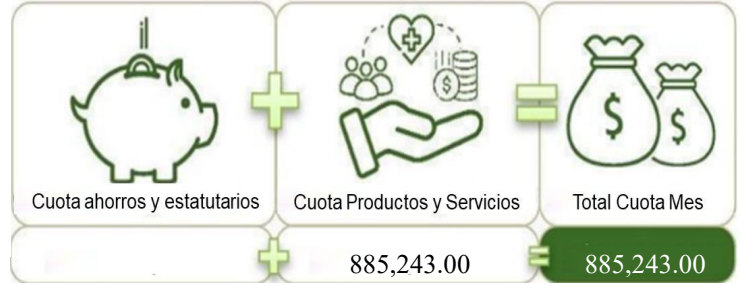 Cuota ahorros y estatutarios
Cuota Productos y Servicios
Total Cuota Mes
885,243.00
885,243.00